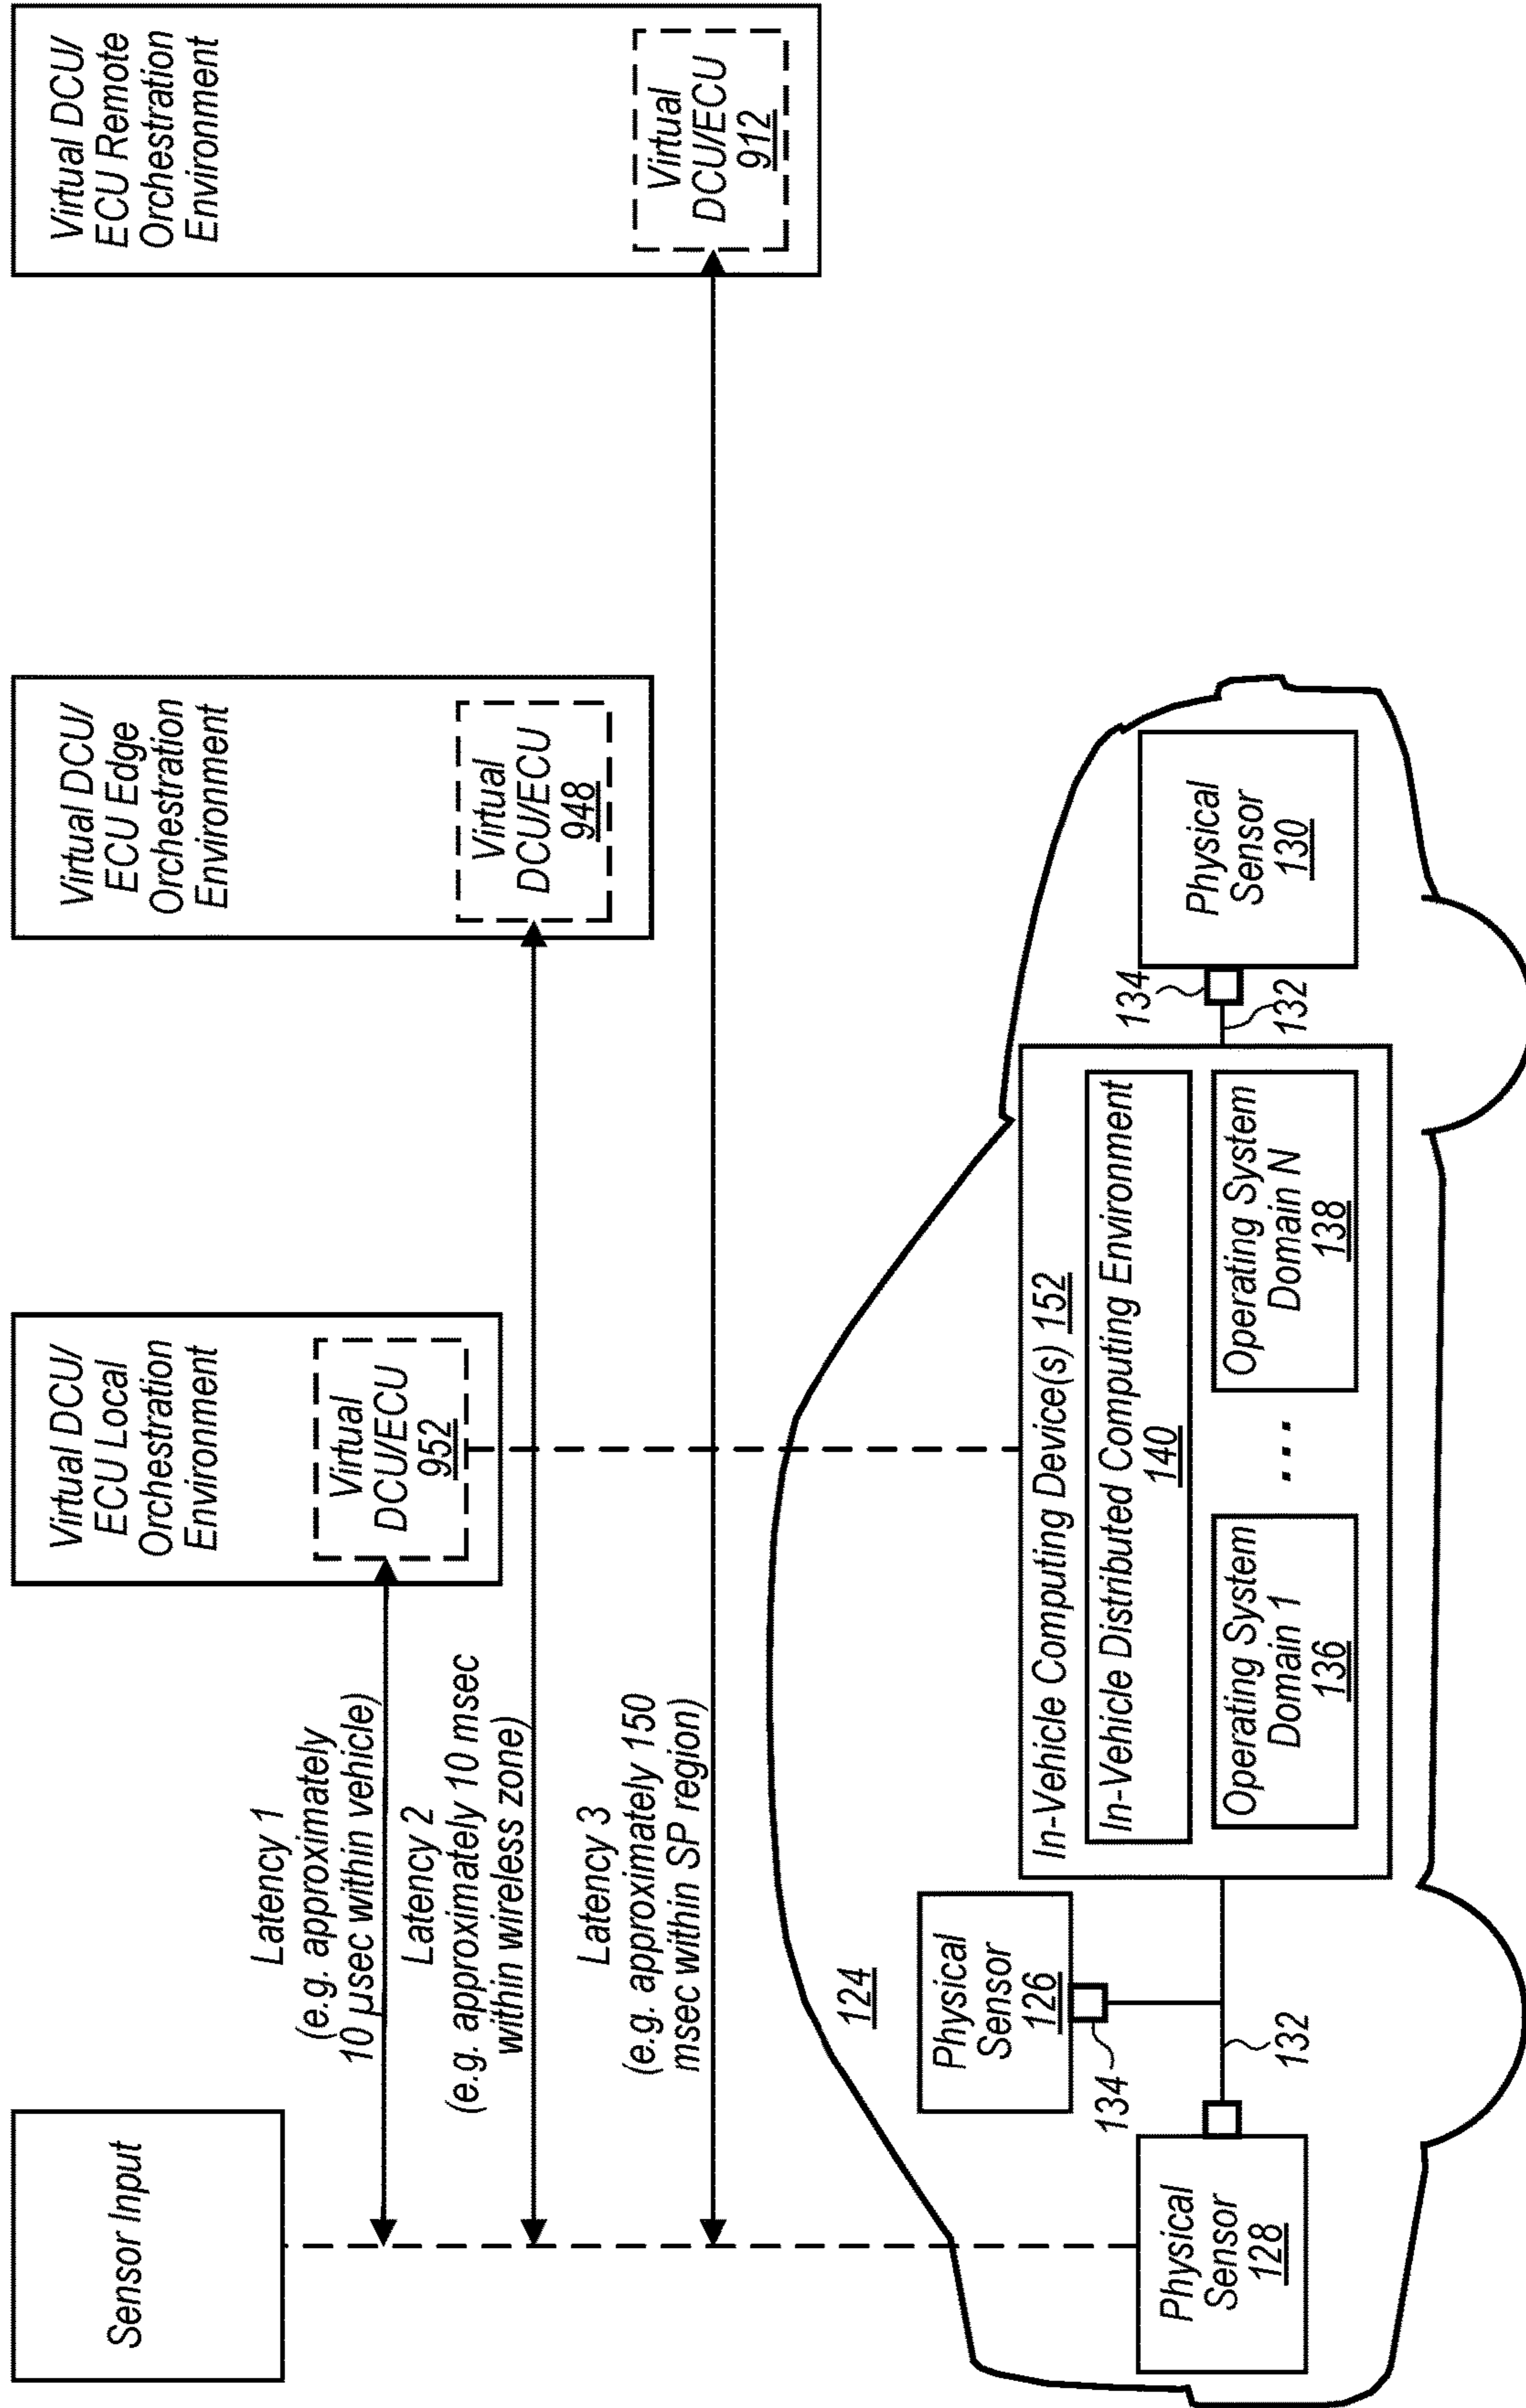 Sensor Input
Virtual DCU/
ECU Local
Orchestration
Environment
Virtual
DCU/ECU
952
Virtual DCU/
ECU Edge
Orchestration
Environment
Virtual
DCU/ECU
948
Virtual DCU/
ECU Remote
Orchestration
Environment
Virtual
DCU/ECU
912
Latency 1
(e.g. approximately
10 µsec within vehicle)
Latency 2
(e.g. approximately 10 msec
within wireless zone)
Latency 3
(e.g. approximately 150
msec within SP region)
124
Physical
Sensor
126
134
Physical
Sensor
128
132
In-Vehicle Computing Device(s) 152
In-Vehicle Distributed Computing Environment
140
Operating System
Domain 1
136
...
Operating System
Domain N
138
134
132
Physical
Sensor
130